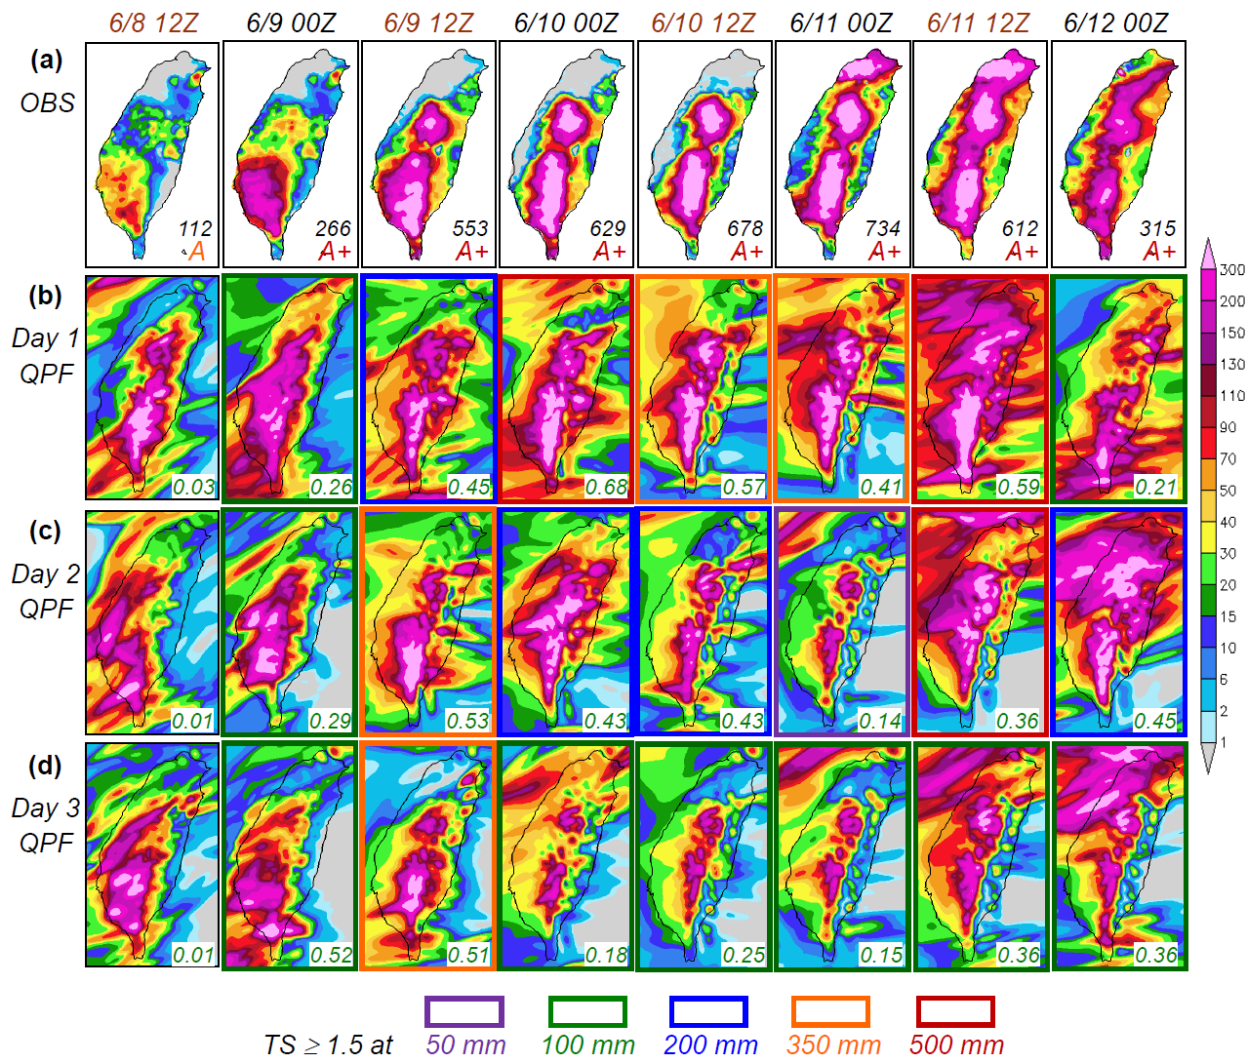 6/8 12Z 6/9 00Z 6/9 12Z 6/10 00Z 6/10 12Z 6/11 00Z 6/11 12Z 6/12 00Z
(a)
OBS
112 266 553 629 678 734 612 315
A A+ A+ A+ A+ A+ A+ A+
(b)
Day 1
QPF
0.03 0.26 0.45 0.68 0.57 0.41 0.59 0.21
(c)
Day 2
QPF
0.01 0.29 0.53 0.43 0.43 0.14 0.36 0.45
(d)
Day 3
QPF
0.01 0.52 0.51 0.18 0.25 0.15 0.36 0.36
300
200
150
130
110
90
70
50
40
30
20
15
10
6
2
1
TS ≥ 1.5 at 50 mm 100 mm 200 mm 350 mm 500 mm